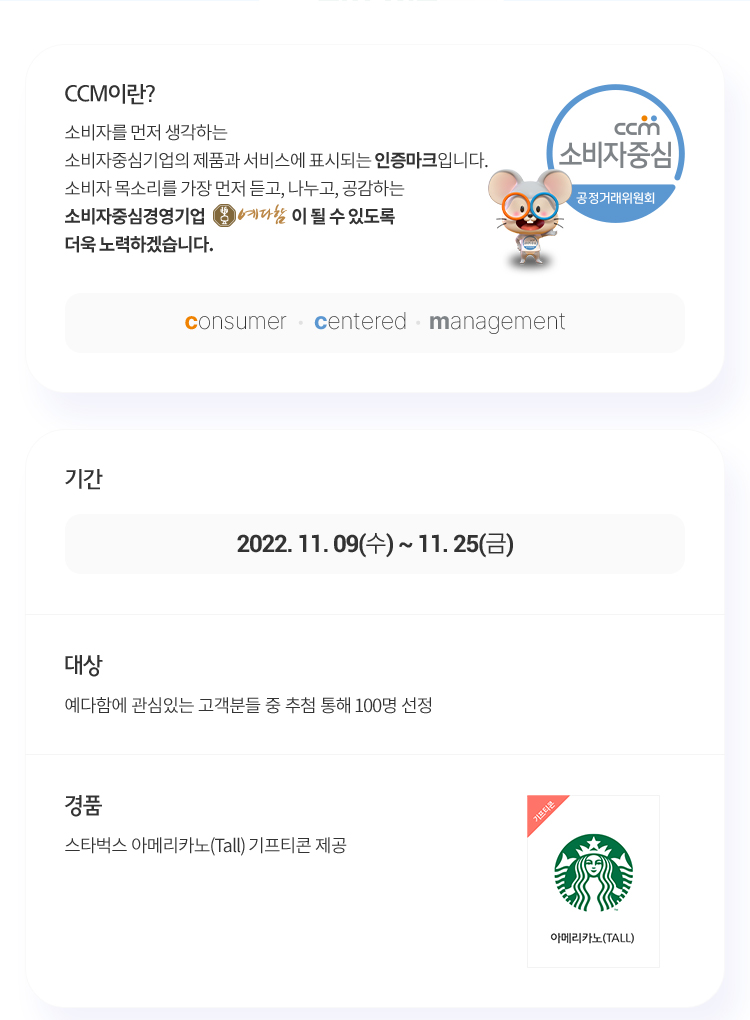 CCM이란?
소비자를 먼저 생각하는
소비자중심기업의 제품과 서비스에 표시되는 인증마크입니다.
소비자 목소리를 가장 먼저 듣고, 나누고, 공감하는
소비자중심경영기업 예다함 이 될 수 있도록
더욱 노력하겠습니다.
ccm
소비자중심
공정거래위원회
consumer • centered • management
기간
2022. 11. 09(수) ~ 11. 25(금)
대상
예다함에 관심있는 고객분들 중 추첨 통해 100명 선정
경품
스타벅스 아메리카노(Tall) 기프티콘 제공
기프티콘
아메리카노(TALL)